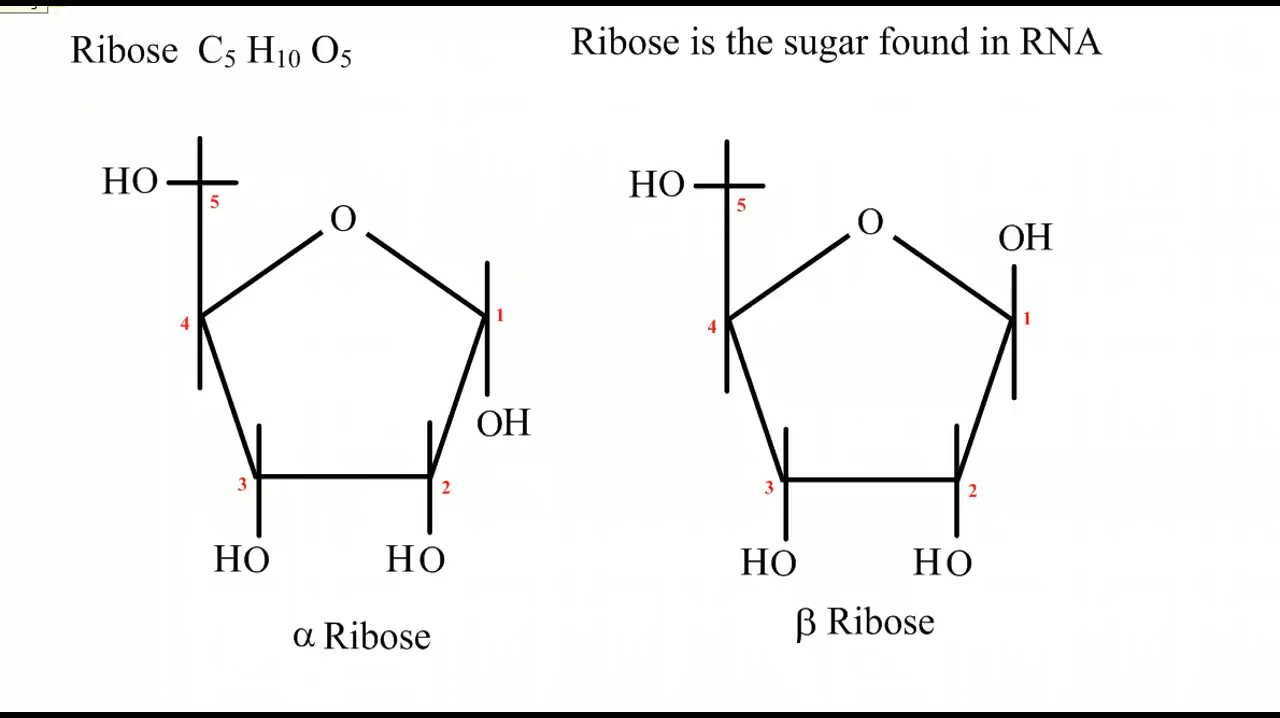 Ribose C₅ H₁₀ O₅
Ribose is the sugar found in RNA
HO
5
O
4
1
OH
3
2
HO
HO
α Ribose
HO
5
O
OH
4
1
3
2
HO
HO
β Ribose